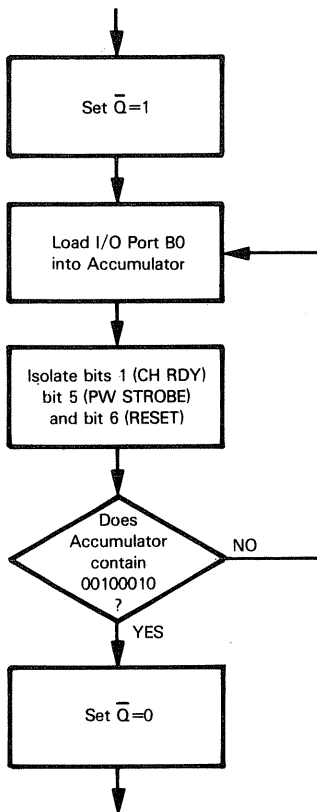 Set Q̅=1
Load I/O Port B0
into Accumulator
Isolate bits 1 (CH RDY)
bit 5 (PW STROBE)
and bit 6 (RESET)
Does
Accumulator
contain
00100010
?
NO
YES
Set Q̅=0